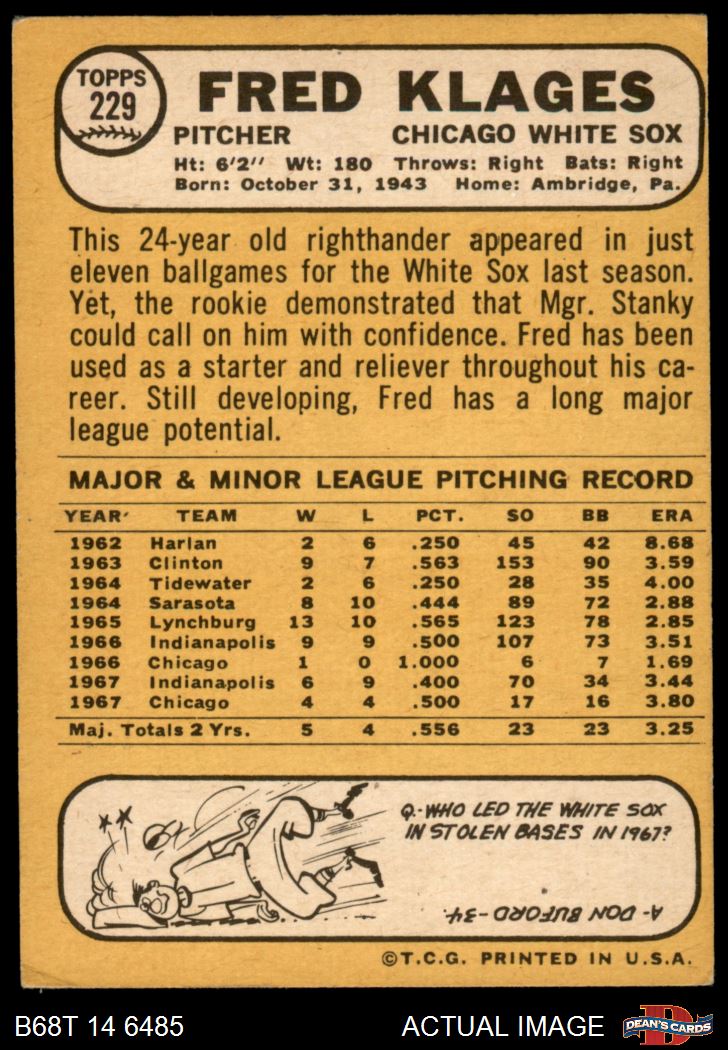 TOPPS
229
FRED KLAGES
PITCHER CHICAGO WHITE SOX
Ht: 6'2" Wt: 180 Throws: Right Bats: Right
Born: October 31, 1943 Home: Ambridge, Pa.
This 24-year old righthander appeared in just
eleven ballgames for the White Sox last season.
Yet, the rookie demonstrated that Mgr. Stanky
could call on him with confidence. Fred has been
used as a starter and reliever throughout his ca-
reer. Still developing, Fred has a long major
league potential.
MAJOR & MINOR LEAGUE PITCHING RECORD
YEAR' TEAM W L PCT. SO BB ERA
1962 Harlan 2 6 .250 45 42 8.68
1963 Clinton 9 7 .563 153 90 3.59
1964 Tidewater 2 6 .250 28 35 4.00
1964 Sarasota 8 10 .444 89 72 2.88
1965 Lynchburg 13 10 .565 123 78 2.85
1966 Indianapolis 9 9 .500 107 73 3.51
1966 Chicago 1 0 1.000 6 7 1.69
1967 Indianapolis 6 9 .400 70 34 3.44
1967 Chicago 4 4 .500 17 16 3.80
Maj. Totals 2 Yrs. 5 4 .556 23 23 3.25
Q-WHO LED THE WHITE SOX
IN STOLEN BASES IN 1967?
A- DON BUFORD-34.
©T.C.G. PRINTED IN U.S.A.
B68T 14 6485 ACTUAL IMAGE
D
DEAN'S CARDS